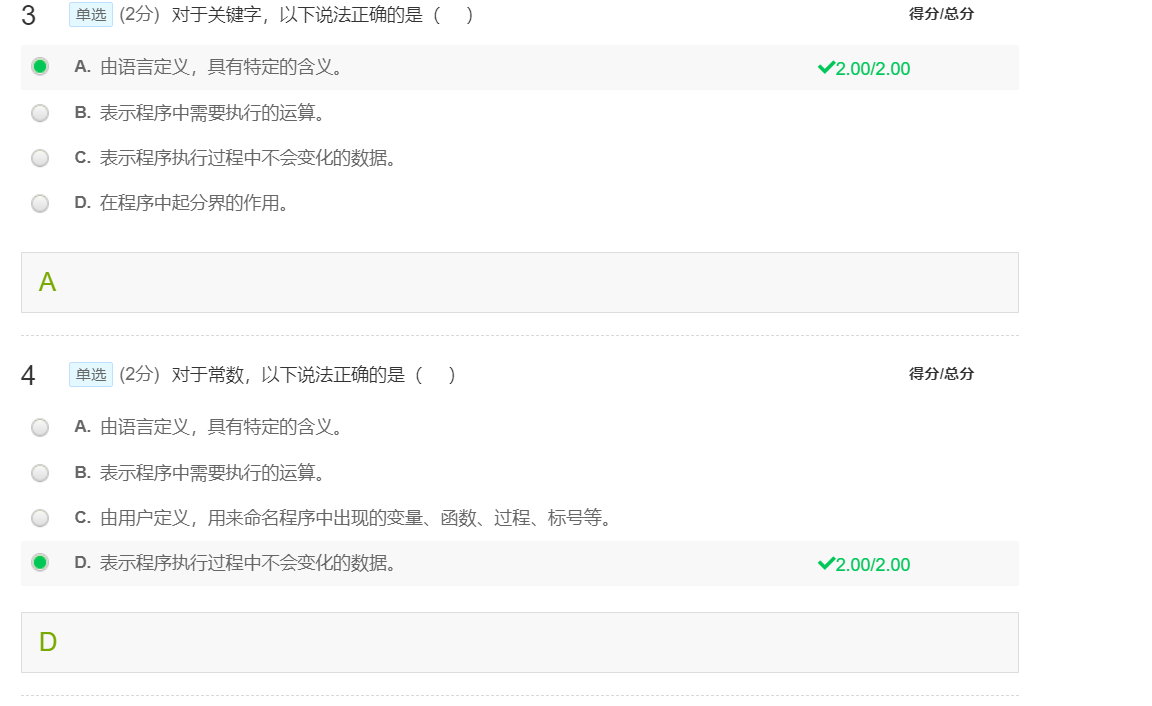 3 单选 (2分) 对于关键字，以下说法正确的是（ ） 得分/总分
A. 由语言定义，具有特定的含义。 2.00/2.00
B. 表示程序中需要执行的运算。
C. 表示程序执行过程中不会变化的数据。
D. 在程序中起分界的作用。
A
4 单选 (2分) 对于常数，以下说法正确的是（ ） 得分/总分
A. 由语言定义，具有特定的含义。
B. 表示程序中需要执行的运算。
C. 由用户定义，用来命名程序中出现的变量、函数、过程、标号等。
D. 表示程序执行过程中不会变化的数据。 2.00/2.00
D